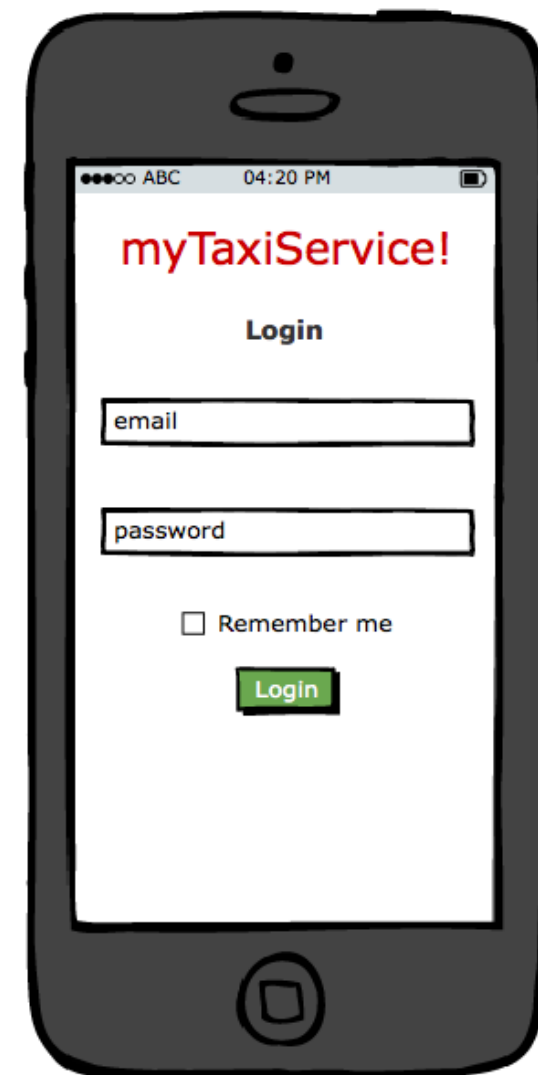 ABC 04:20 PM
myTaxiService!
Login
email
password
Remember me
Login